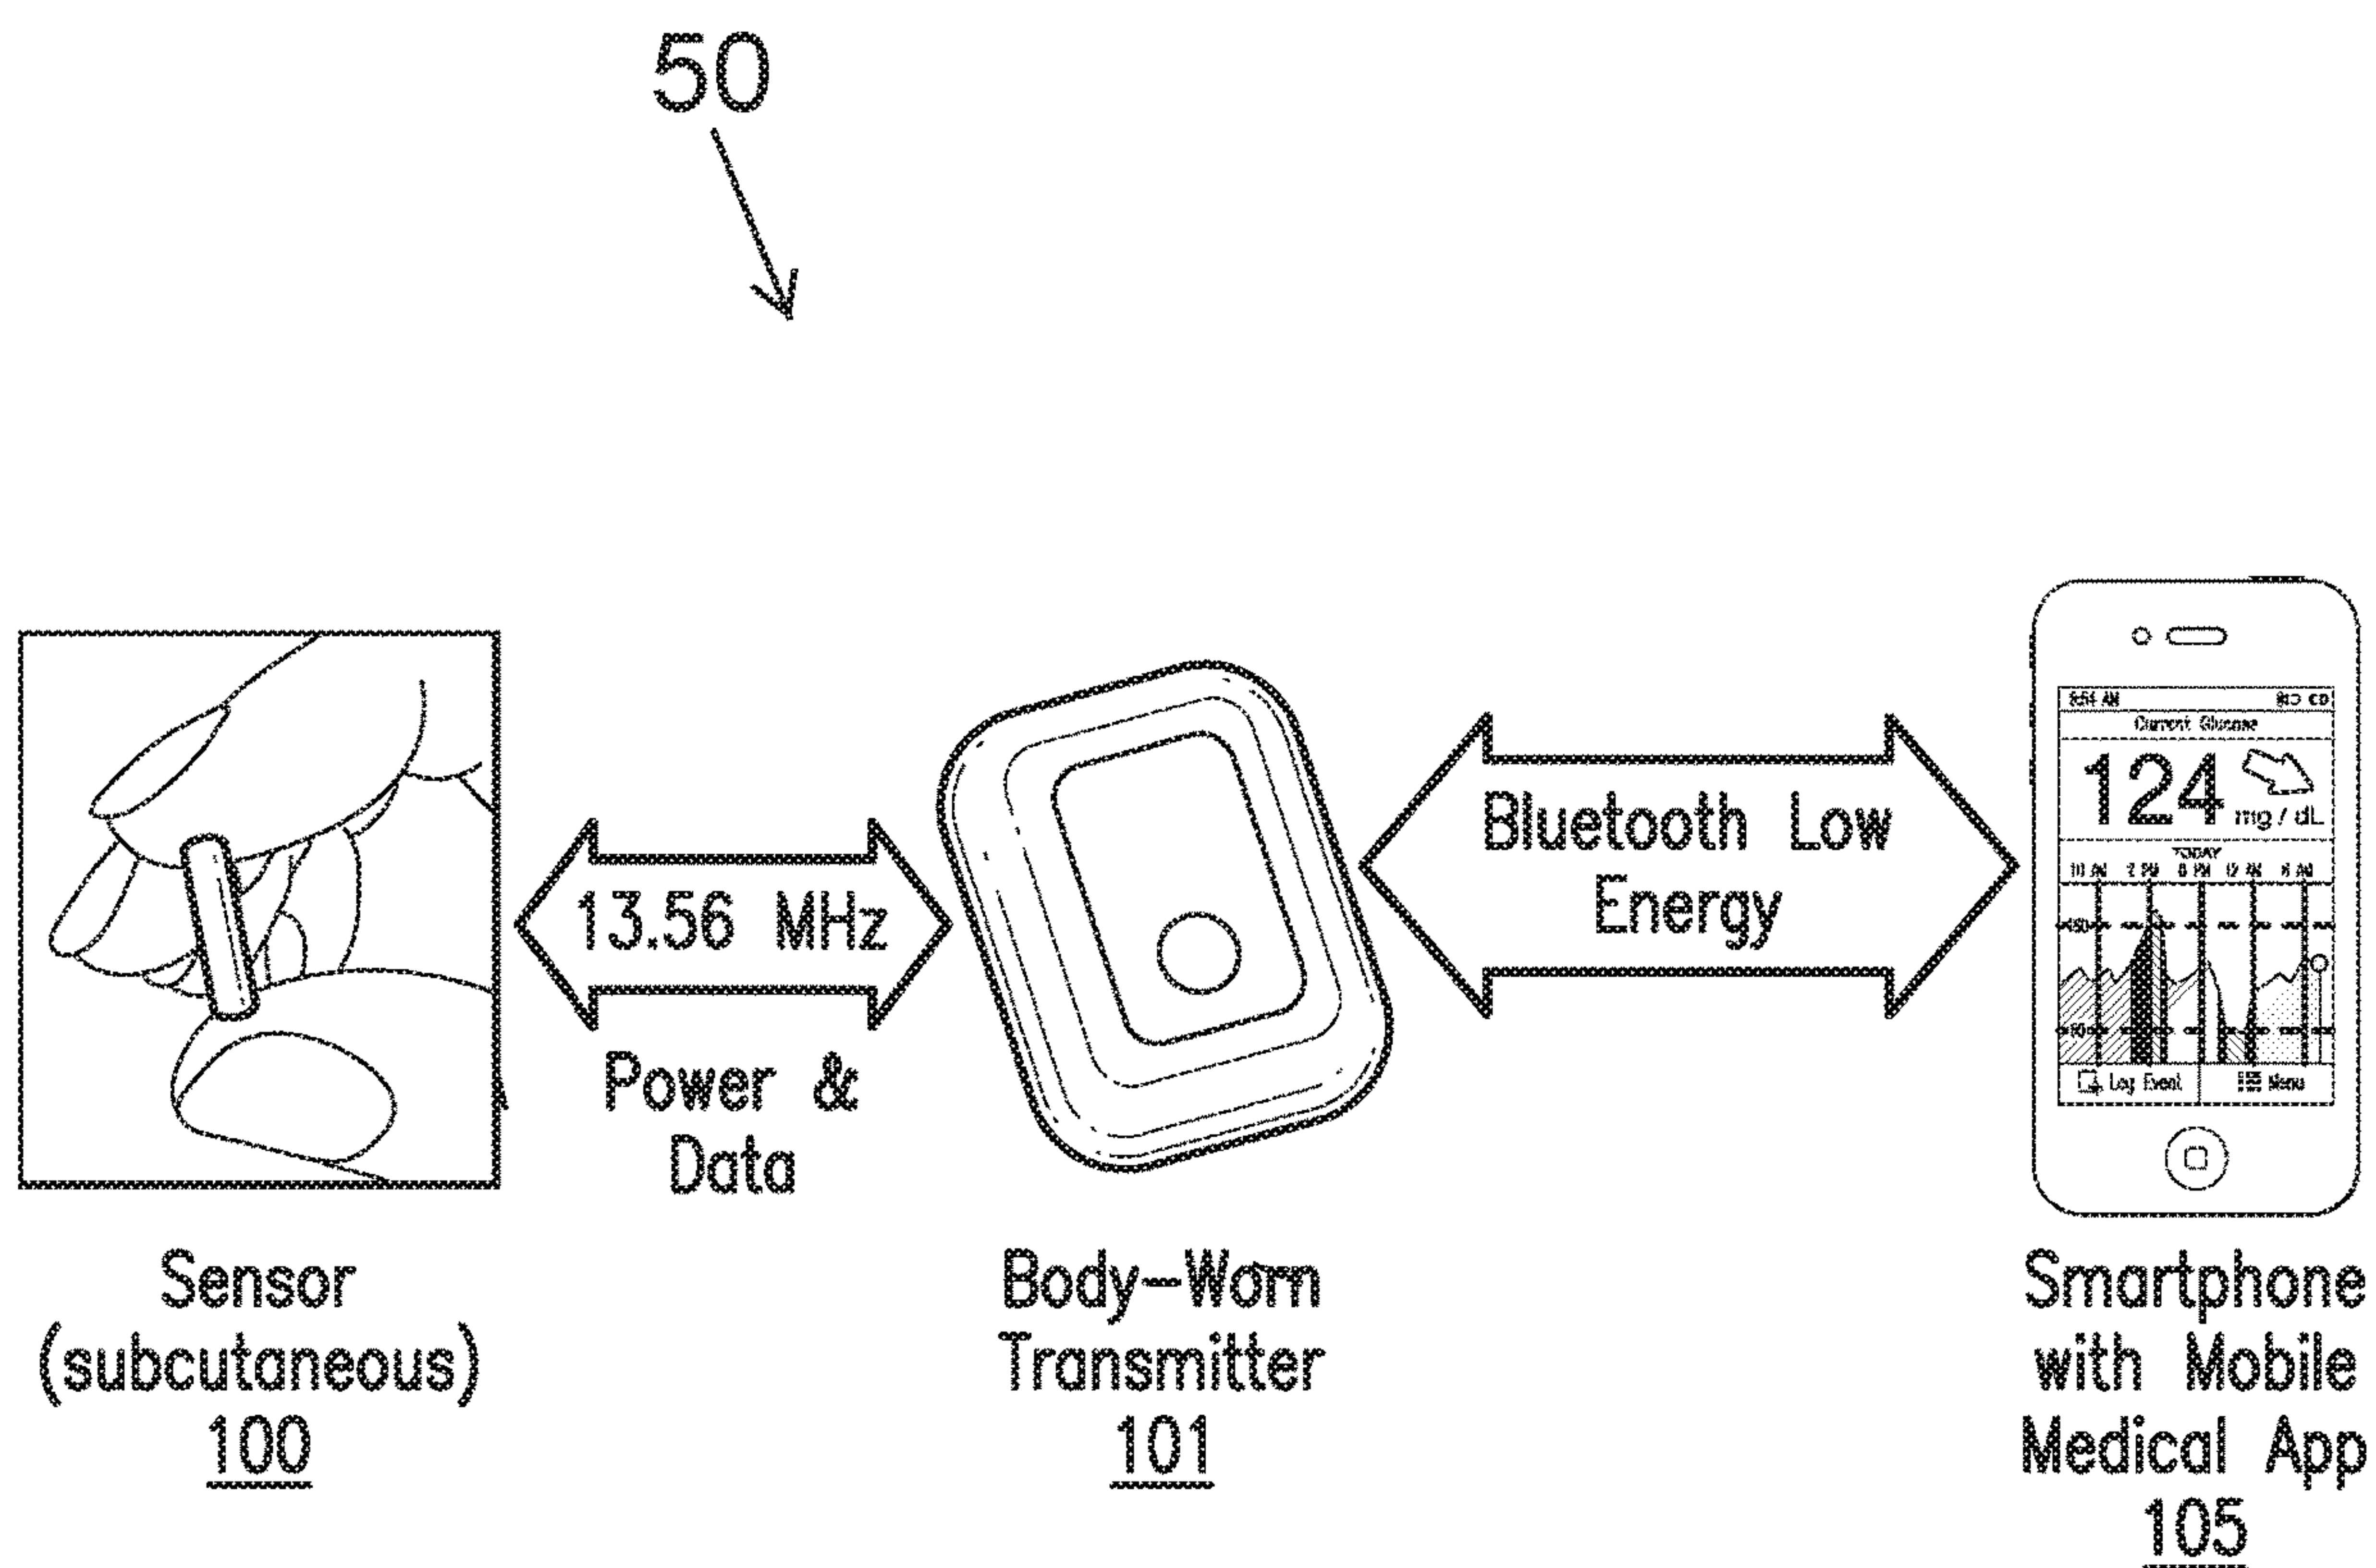 50
13.56 MHz
Power &
Data
Bluetooth Low
Energy
Current Glucose
124
mg / dL
TODAY
Log Event
Menu
Sensor
(subcutaneous)
100
Body-Worn
Transmitter
101
Smartphone
with Mobile
Medical App
105